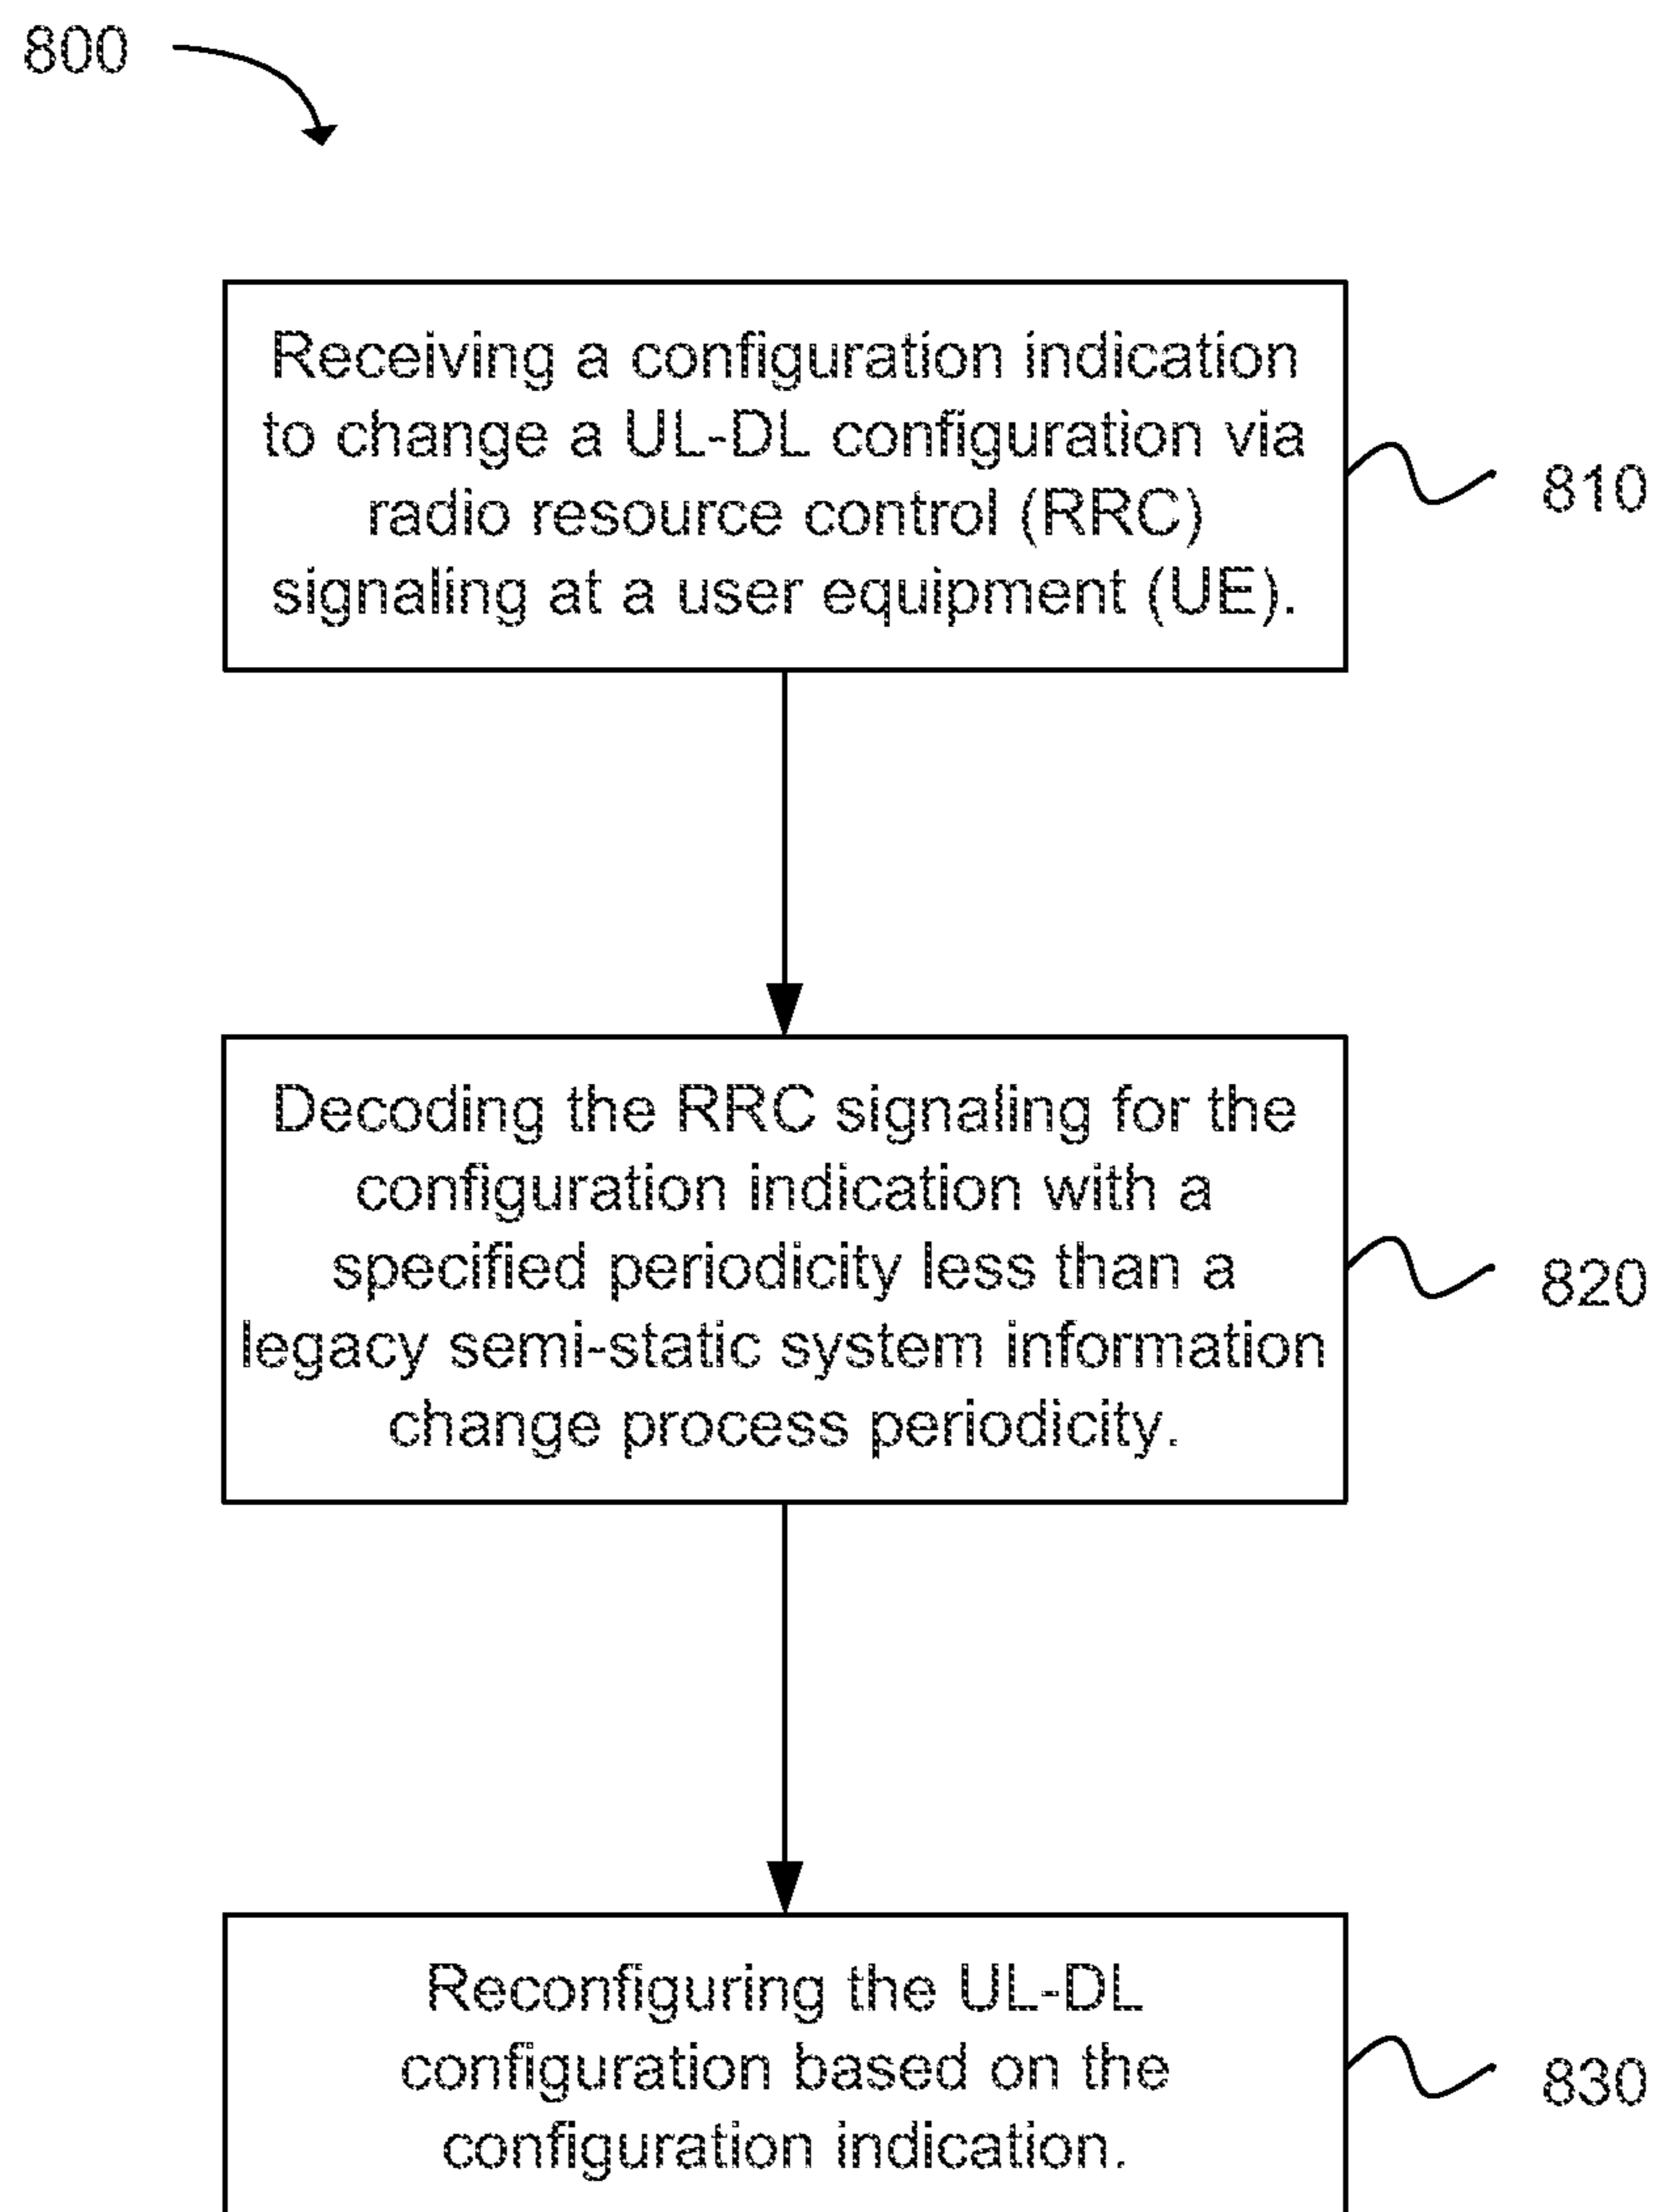 800
Receiving a configuration indication
to change a UL-DL configuration via
radio resource control (RRC)
signaling at a user equipment (UE).
810
Decoding the RRC signaling for the
configuration indication with a
specified periodicity less than a
legacy semi-static system information
change process periodicity.
820
Reconfiguring the UL-DL
configuration based on the
configuration indication.
830